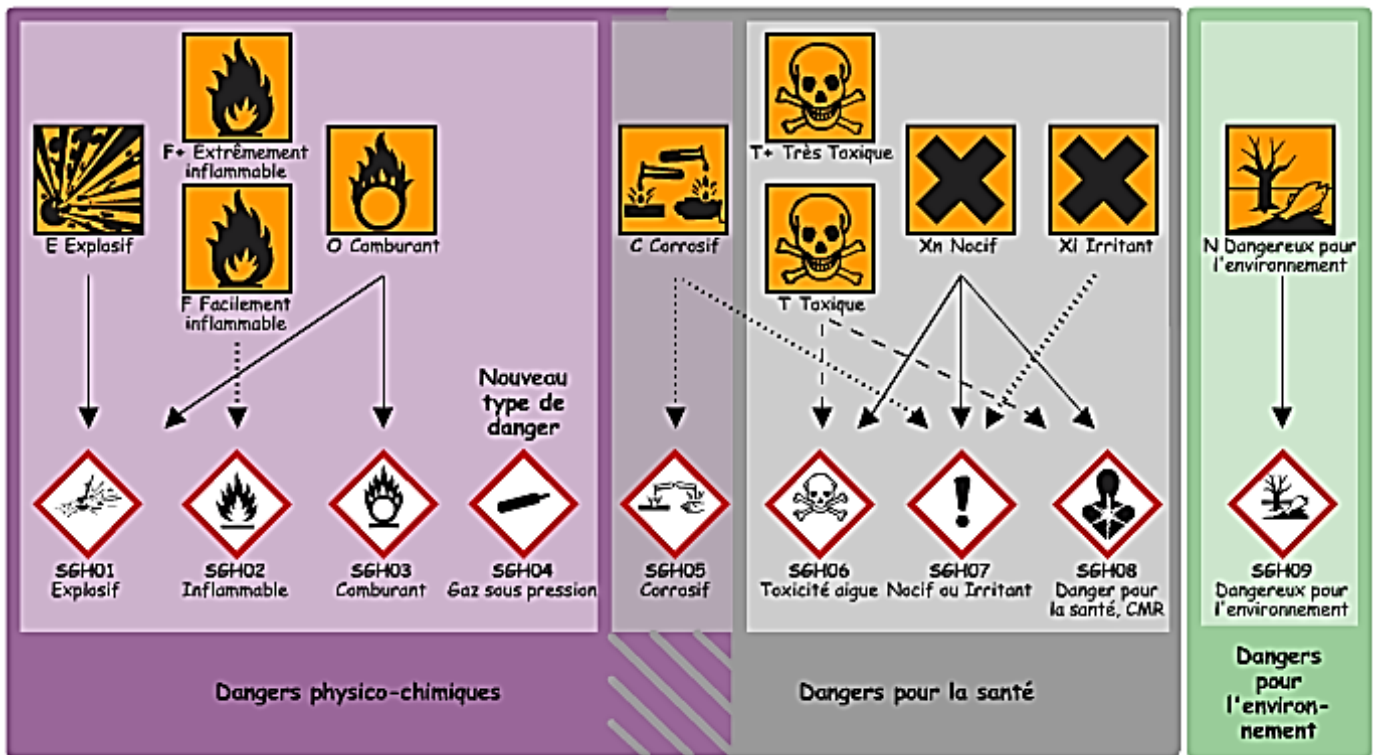 F+ Extrêmement
inflammable
E Explosif
O Comburant
F Facilement
inflammable
C Corrosif
T+ Très Toxique
T Toxique
Xn Nocif
Xi Irritant
N Dangereux pour
l'environnement
Nouveau
type de
danger
SGH01
Explosif
SGH02
Inflammable
SGH03
Comburant
SGH04
Gaz sous pression
SGH05
Corrosif
SGH06
Toxicité aigue
SGH07
Nocif ou Irritant
SGH08
Danger pour
la santé, CMR
SGH09
Dangereux pour
l'environnement
Dangers physico-chimiques
Dangers pour la santé
Dangers
pour
l'environ-
nement